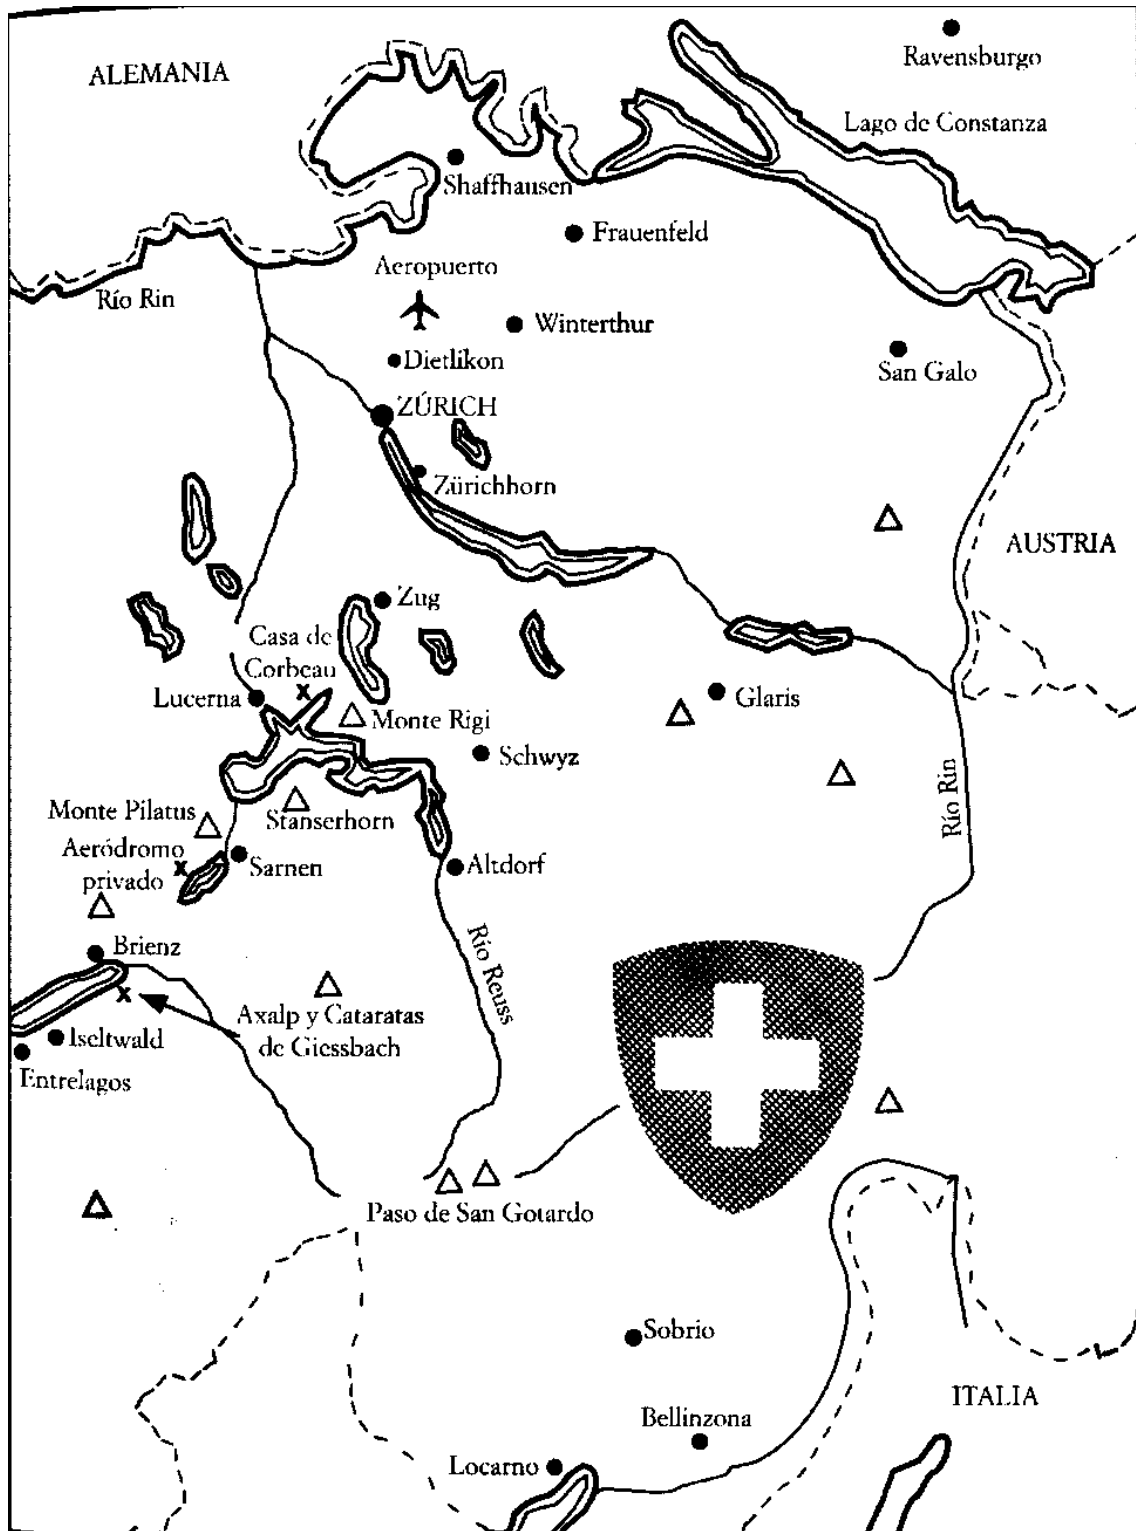 Ravensburgo
ALEMANIA
Lago de Constanza
Shaffhausen
Frauenfeld
Aeropuerto
Río Rin
Winterthur
Dietlikon
San Galo
ZÚRICH
Zürichhorn
AUSTRIA
Zug
Casa de
Corbeau
x
Lucerna
Glaris
Monte Rigi
Schwyz
Río Rin
Monte Pilatus
Stanserhorn
Aeródromo
privado
x
Sarnen
Altdorf
Brienz
Río Reuss
x
Axalp y Cataratas
de Giessbach
Iseltwald
Entrelagos
Paso de San Gotardo
Sobrio
ITALIA
Bellinzona
Locarno